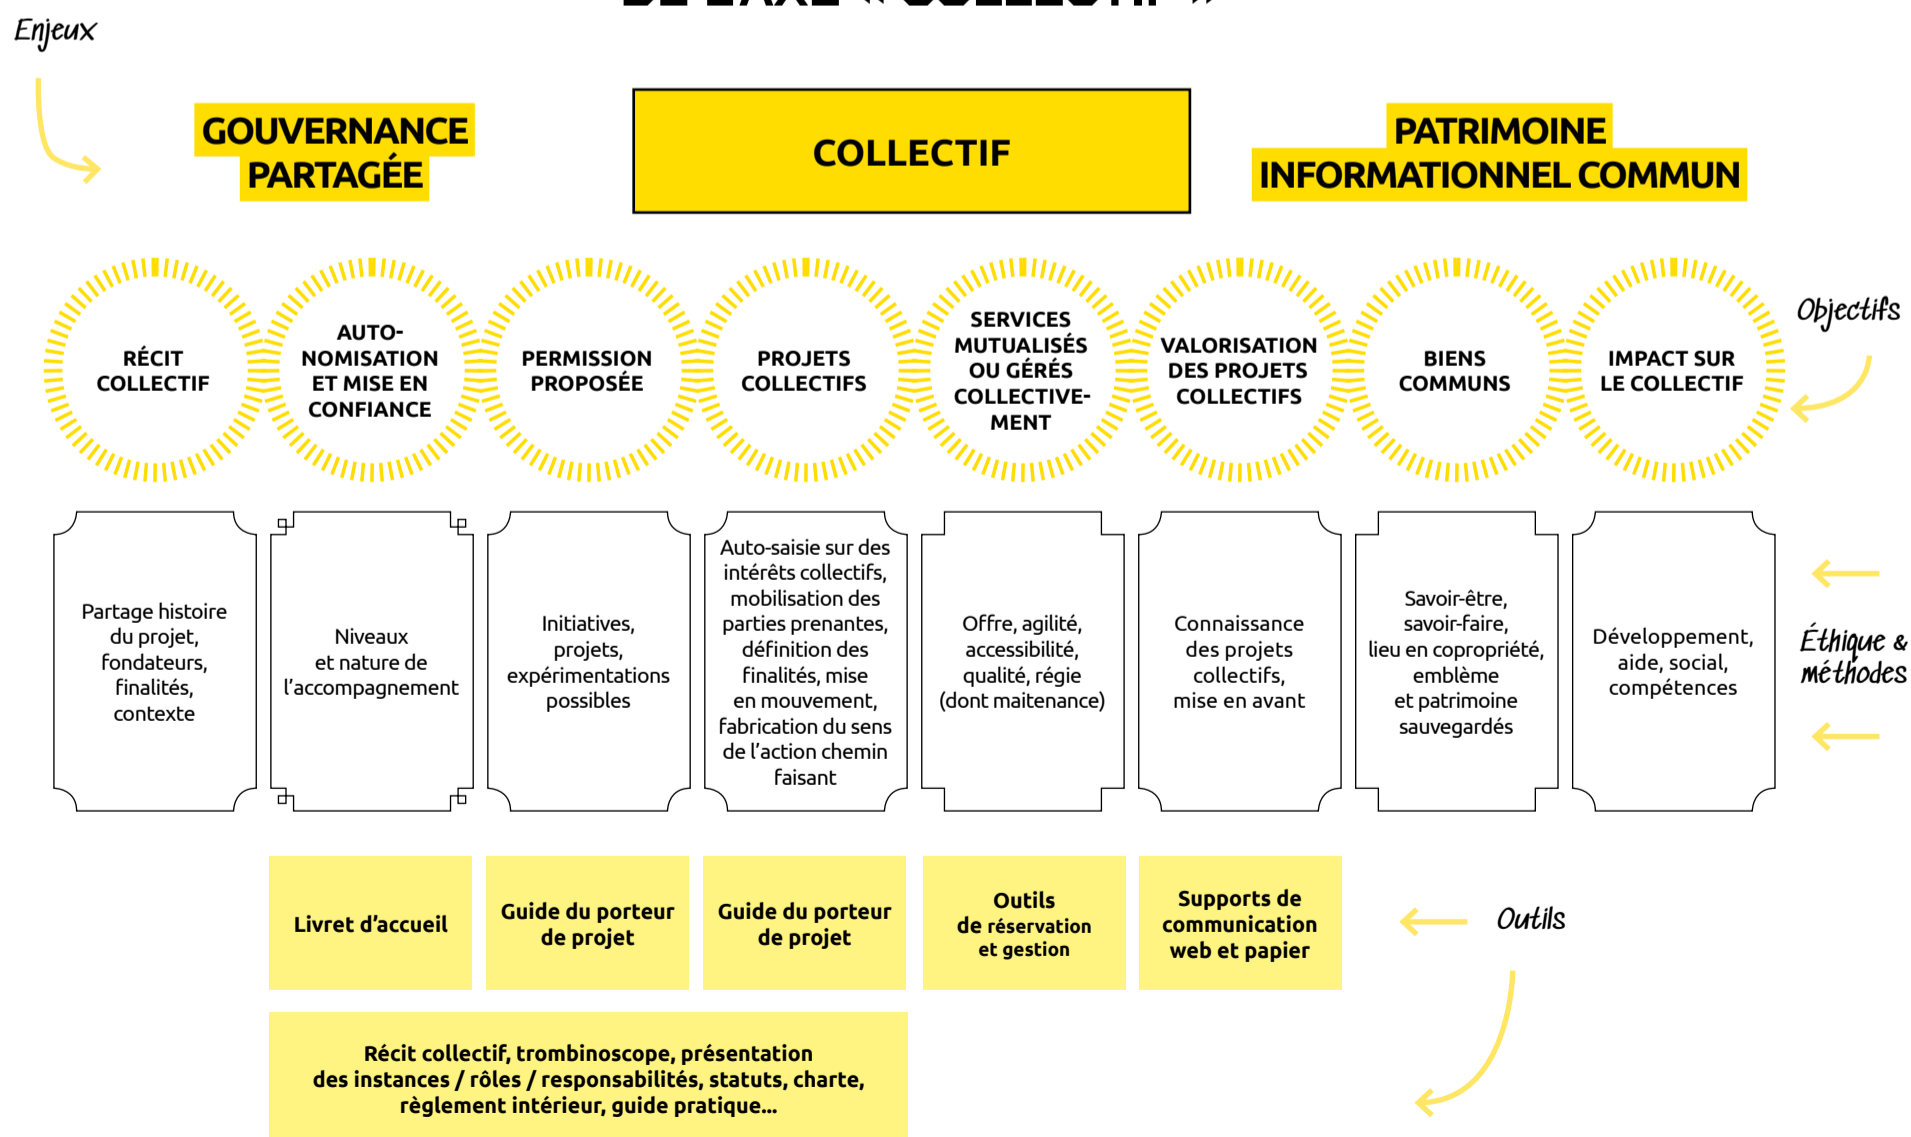 DE L'AXE « COLLECTIF »
Enjeux
GOUVERNANCE
PARTAGÉE
COLLECTIF
PATRIMOINE
INFORMATIONNEL COMMUN
RÉCIT
COLLECTIF
AUTO-
NOMISATION
ET MISE EN
CONFIANCE
PERMISSION
PROPOSÉE
PROJETS
COLLECTIFS
SERVICES
MUTUALISÉS
OU GÉRÉS
COLLECTIVE-
MENT
VALORISATION
DES PROJETS
COLLECTIFS
BIENS
COMMUNS
IMPACT SUR
LE COLLECTIF
Objectifs
Partage histoire
du projet,
fondateurs,
finalités,
contexte
Niveaux
et nature de
l'accompagnement
Initiatives,
projets,
expérimentations
possibles
Auto-saisie sur des
intérêts collectifs,
mobilisation des
parties prenantes,
définition des
finalités, mise
en mouvement,
fabrication du sens
de l'action chemin
faisant
Offre, agilité,
accessibilité,
qualité, régie
(dont maitenance)
Connaissance
des projets
collectifs,
mise en avant
Savoir-être,
savoir-faire,
lieu en copropriété,
emblème
et patrimoine
sauvegardés
Développement,
aide, social,
compétences
Éthique &
méthodes
Livret d'accueil
Guide du porteur
de projet
Guide du porteur
de projet
Outils
de réservation
et gestion
Supports de
communication
web et papier
Outils
Récit collectif, trombinoscope, présentation
des instances / rôles / responsabilités, statuts, charte,
règlement intérieur, guide pratique...